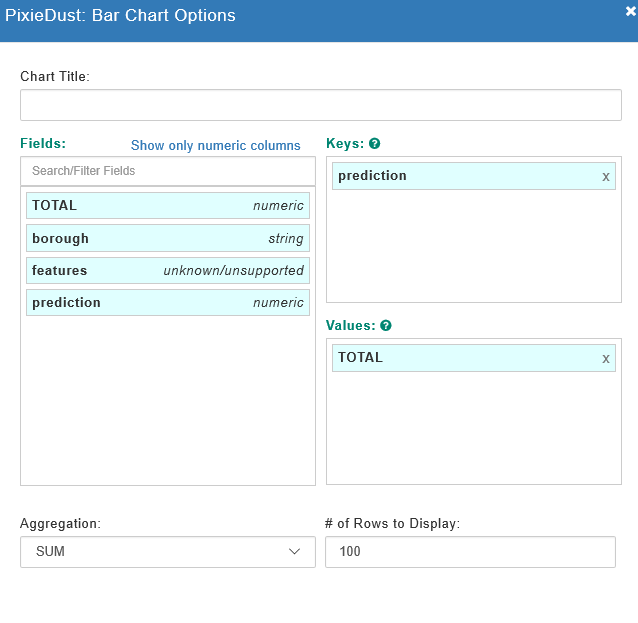 PixieDust: Bar Chart Options
Chart Title:
Fields:
Show only numeric columns
Search/Filter Fields
TOTAL numeric
borough string
features unknown/unsupported
prediction numeric
Keys:
prediction x
Values:
TOTAL x
Aggregation:
SUM
# of Rows to Display:
100